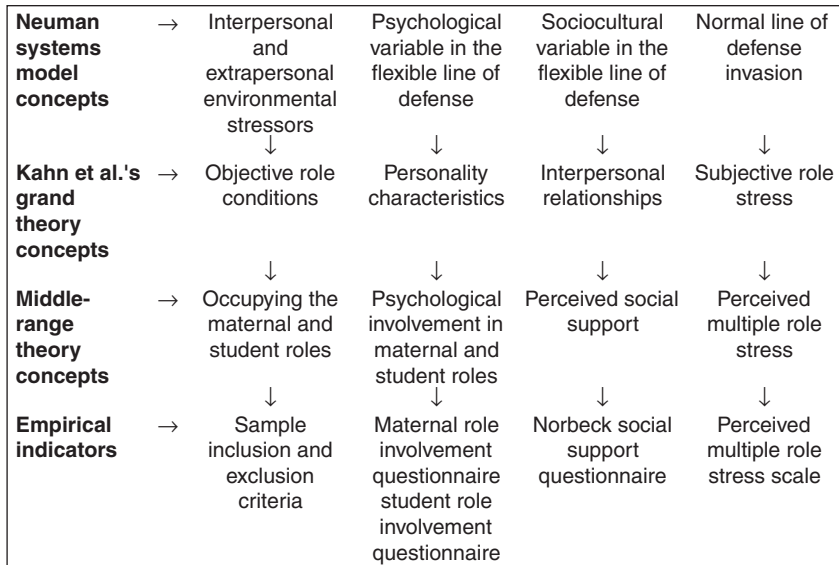 Neuman → Interpersonal Psychological Sociocultural Normal line of
systems and variable in the variable in the defense
model extrapersonal flexible line of flexible line of invasion
concepts environmental defense defense
stressors
↓ ↓ ↓ ↓
Kahn et al.'s → Objective role Personality Interpersonal Subjective role
grand conditions characteristics relationships stress
theory
concepts
↓ ↓ ↓ ↓
Middle- → Occupying the Psychological Perceived social Perceived
range maternal and involvement in support multiple role
theory student roles maternal and stress
concepts student roles
↓ ↓ ↓ ↓
Empirical → Sample Maternal role Norbeck social Perceived
indicators inclusion and involvement support multiple role
exclusion questionnaire questionnaire stress scale
criteria student role
involvement
questionnaire